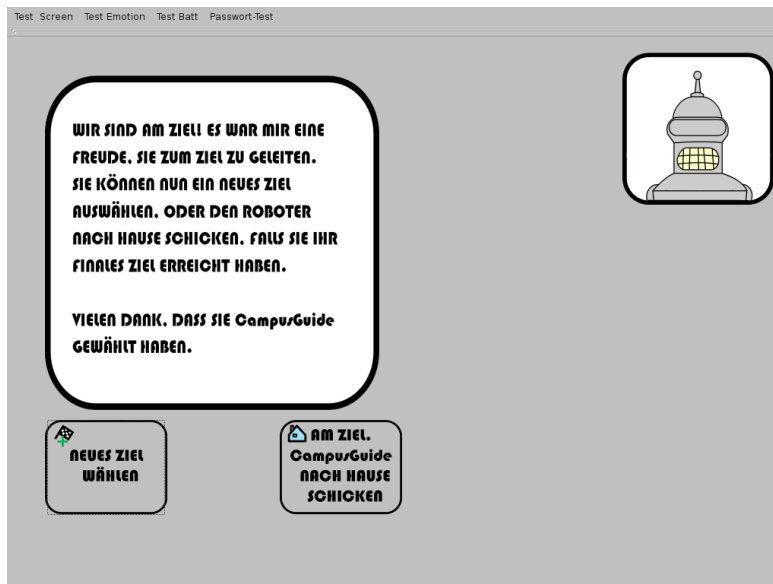 Test Screen Test Emotion Test Batt Passwort-Test
WIR SIND AM ZIEL! ES WAR MIR EINE
FREUDE, SIE ZUM ZIEL ZU GELEITEN.
SIE KÖNNEN NUN EIN NEUES ZIEL
AUSWÄHLEN, ODER DEN ROBOTER
NACH HAUSE SCHICKEN, FALLS SIE IHR
FINALES ZIEL ERREICHT HABEN.
VIELEN DANK, DASS SIE CampusGuide
GEWÄHLT HABEN.
NEUES ZIEL
WÄHLEN
AM ZIEL.
CampusGuide
NACH HAUSE
SCHICKEN